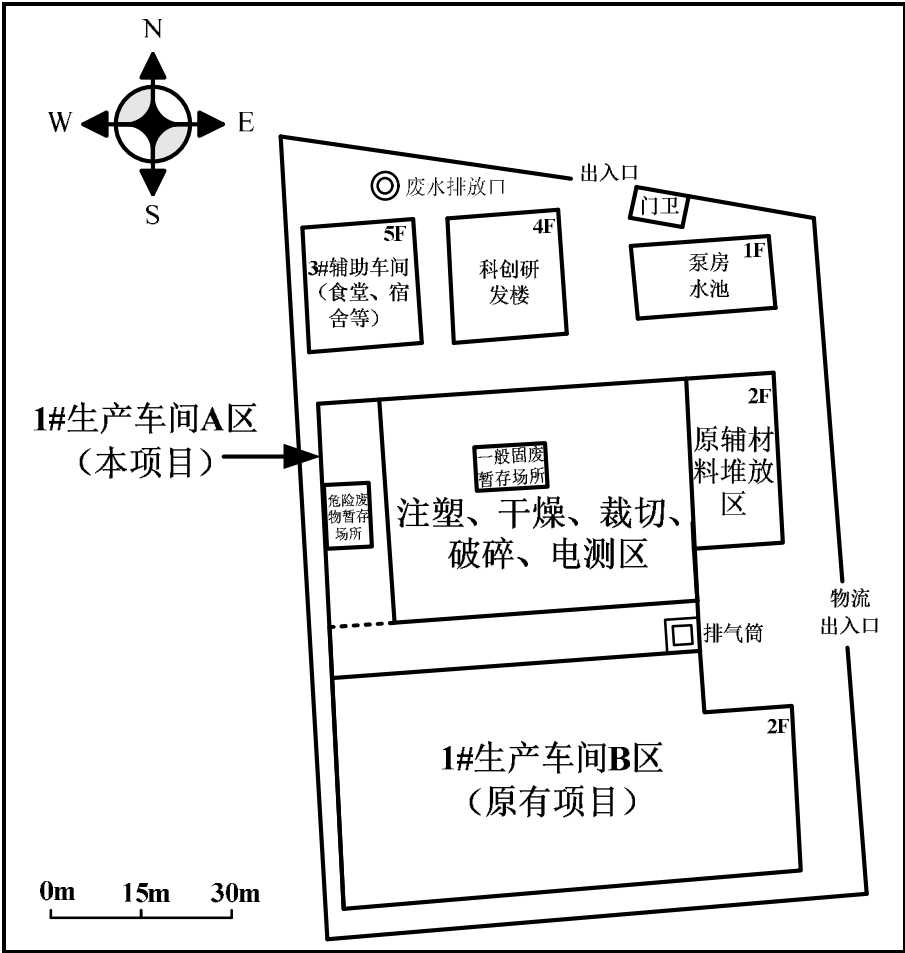 N
W
E
S
出入口
废水排放口
门卫
5F
3#辅助车间
（食堂、宿
舍等）
4F
科创研
发楼
1F
泵房
水池
1#生产车间A区
（本项目）
2F
原辅材
料堆放
区
一般固废
暂存场所
危险废
物暂存
场所
注塑、干燥、裁切、
破碎、电测区
物流
出入口
排气筒
2F
1#生产车间B区
（原有项目）
0m
15m
30m